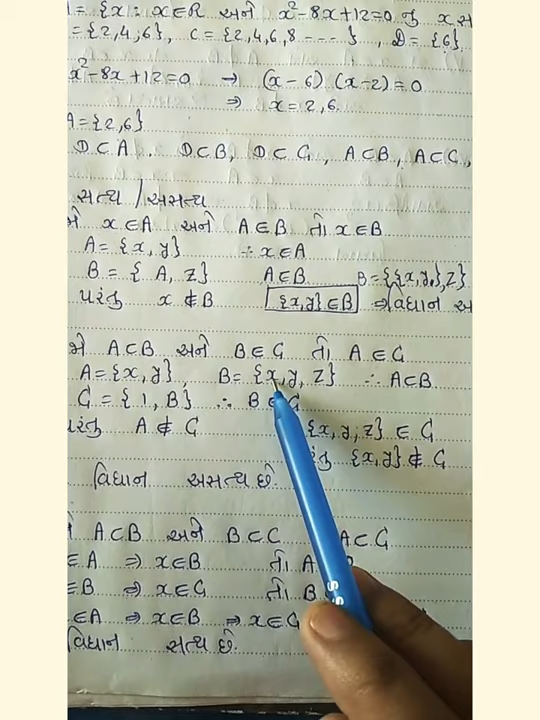 = {x : x ∈ R અને x²-8x+12=0
= {2,4,6}, C = {2,4,6,8 ---}, D = {6}
x²-8x+12=0 → (x-6) (x-2)=0
⇒ x = 2,6.
A={2,6}
D⊂A. D⊂B, D⊂C, A⊂B, A⊂C,
સત્ય / અસત્ય
x∈A અને A∈B તો x∈B
A = {x, y} ∴ x∈A
B = { A, z} A∈B B={{x,y},z}
પરંતુ x ∉ B {x,y} ∈ B ⇒ વિધાન અ
જો A⊂B અને B∈C તો A∈C
A={x,y}, B= {x,y,z} ∴ A⊂B.
C = {1, B} ∴ B∈C
પરંતુ A ∉ C {x,y,z} ∈ C
{x,y} ∉ C
વિધાન અસત્ય છે.
A⊂B અને B⊂C A⊂C
∈ A ⇒ x∈B તો A
∈B ⇒ x∈C તો B
∈A ⇒ x∈B ⇒ x∈C
વિધાન સત્ય છે.